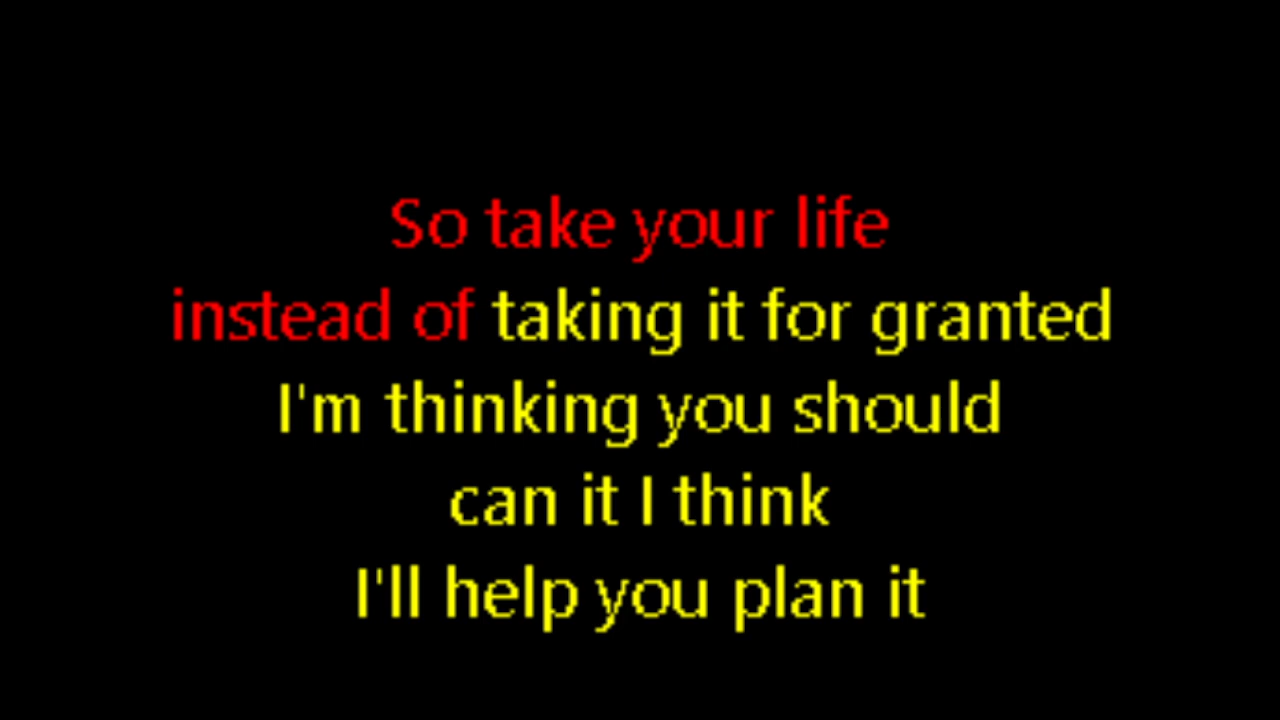 So take your life
instead of taking it for granted
I'm thinking you should
can it I think
I'll help you plan it